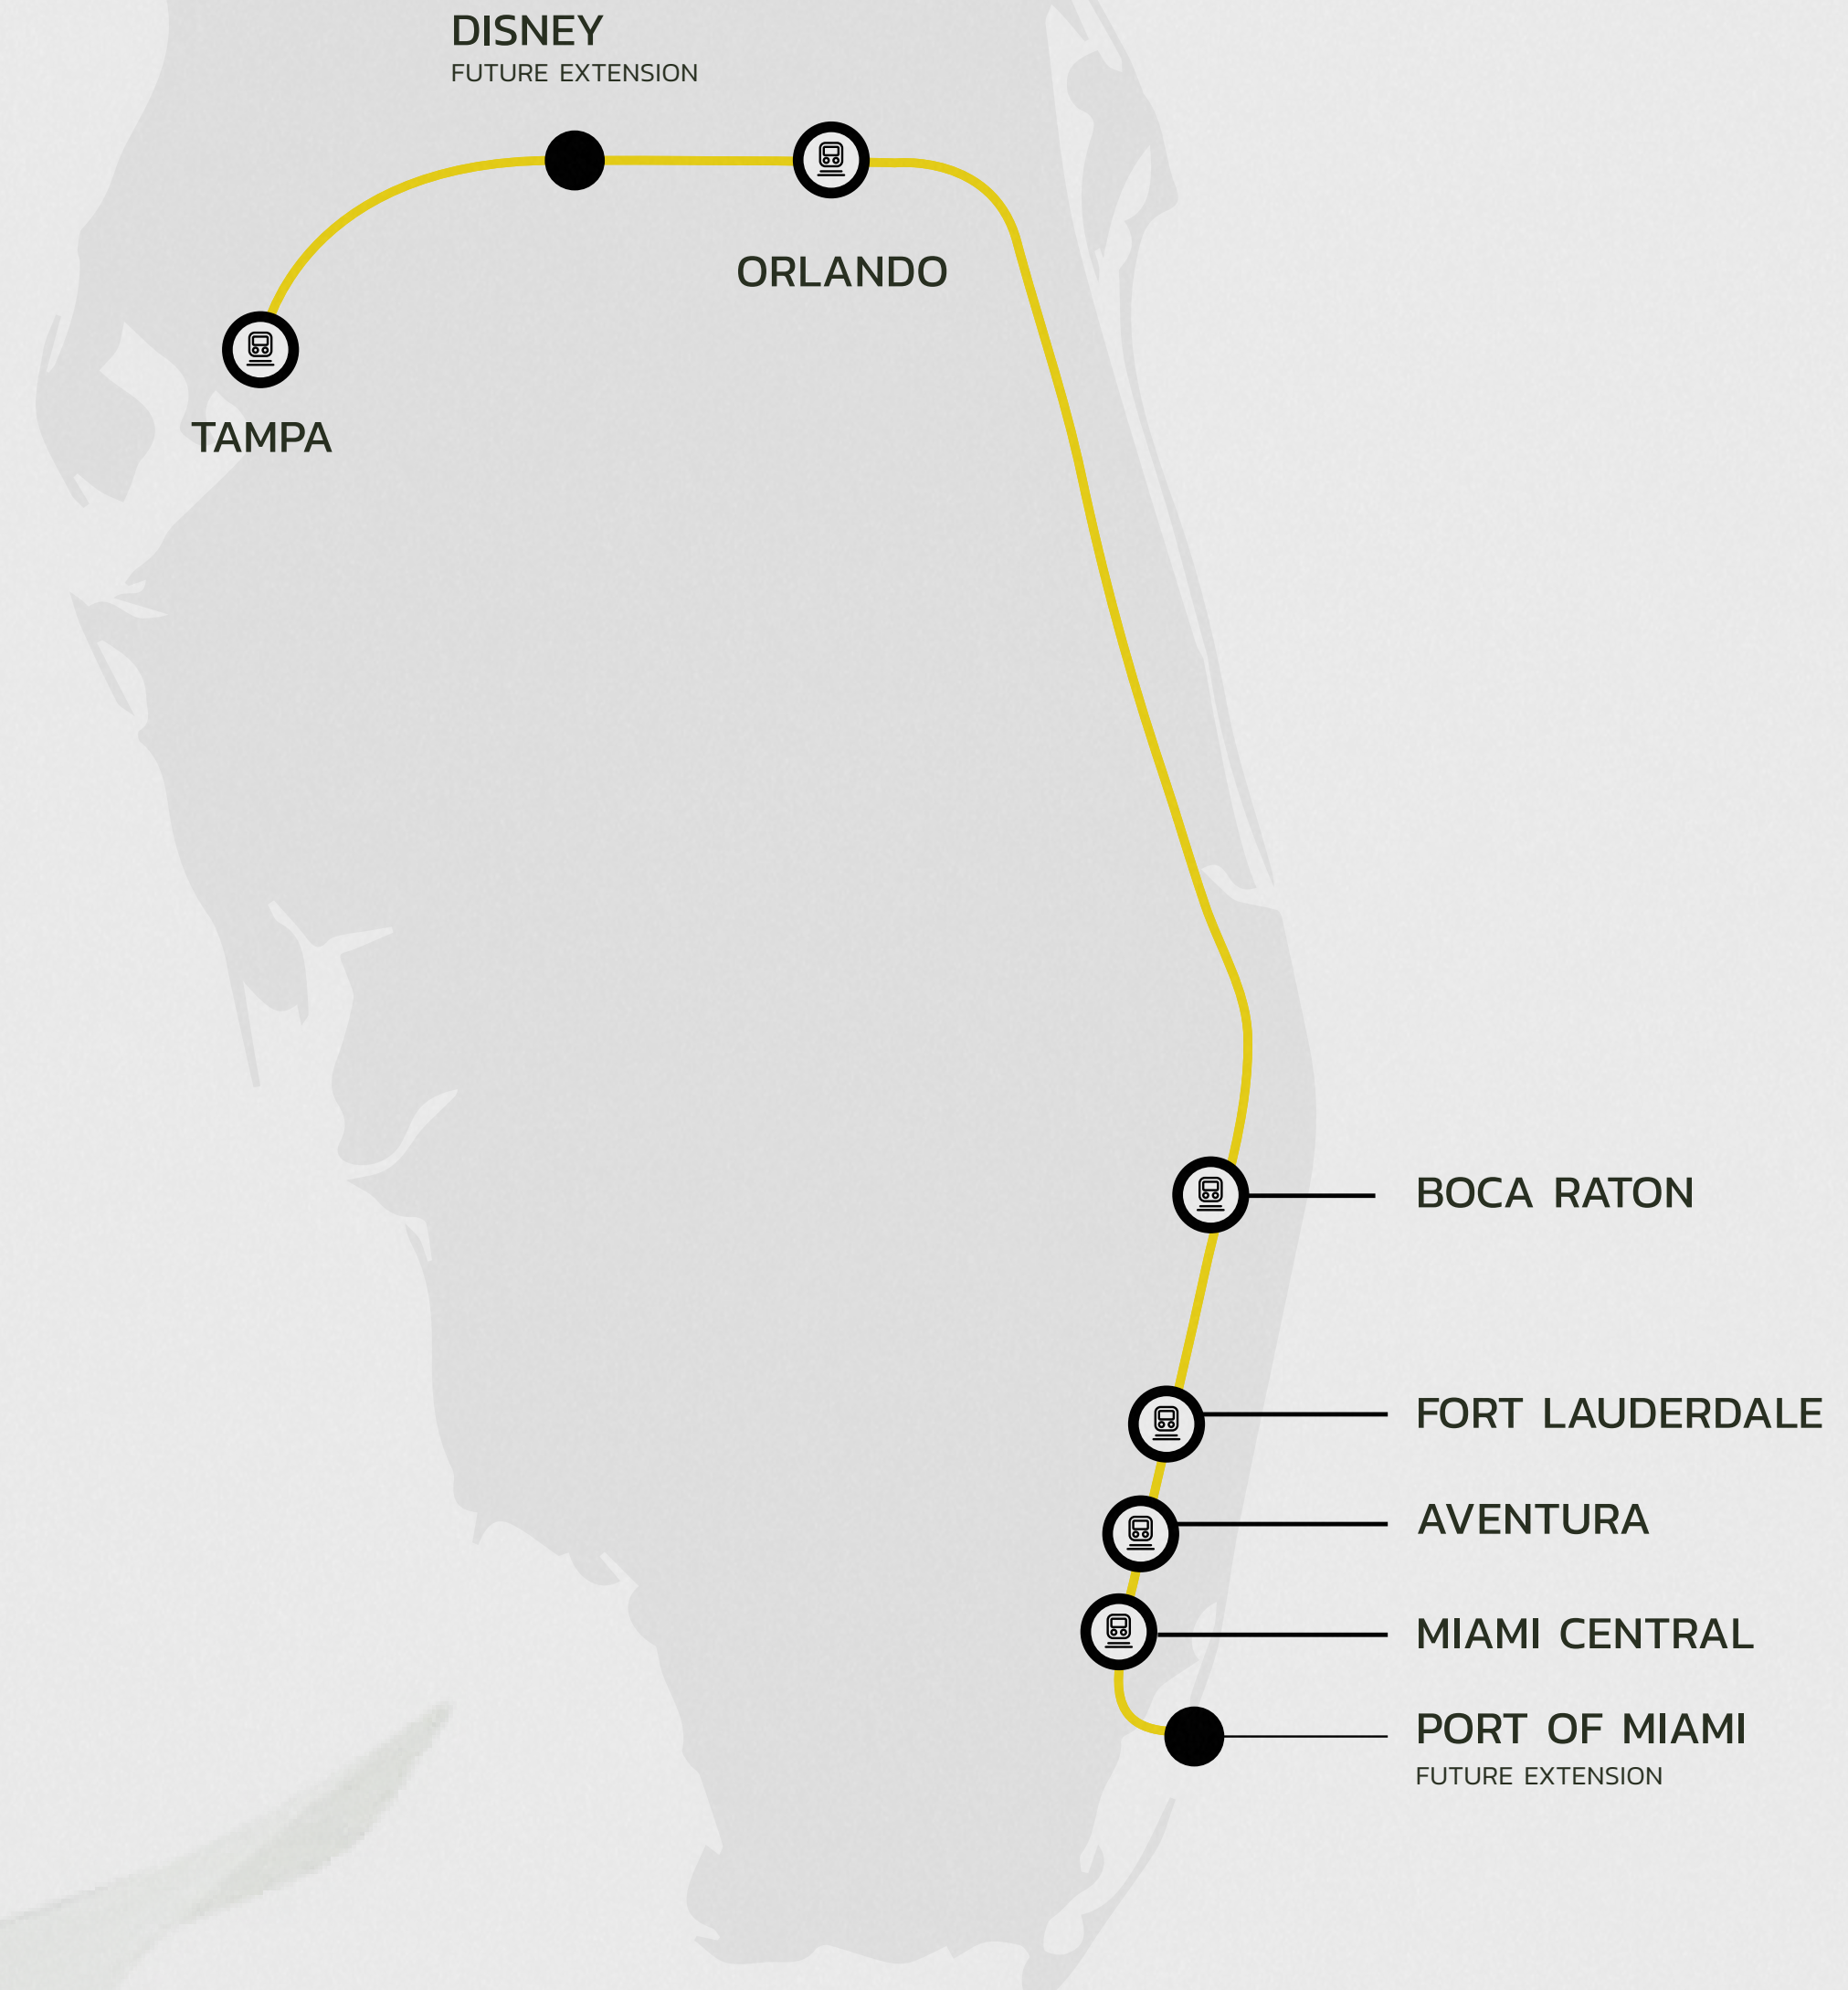 DISNEY
FUTURE EXTENSION
ORLANDO
TAMPA
BOCA RATON
FORT LAUDERDALE
AVENTURA
MIAMI CENTRAL
PORT OF MIAMI
FUTURE EXTENSION